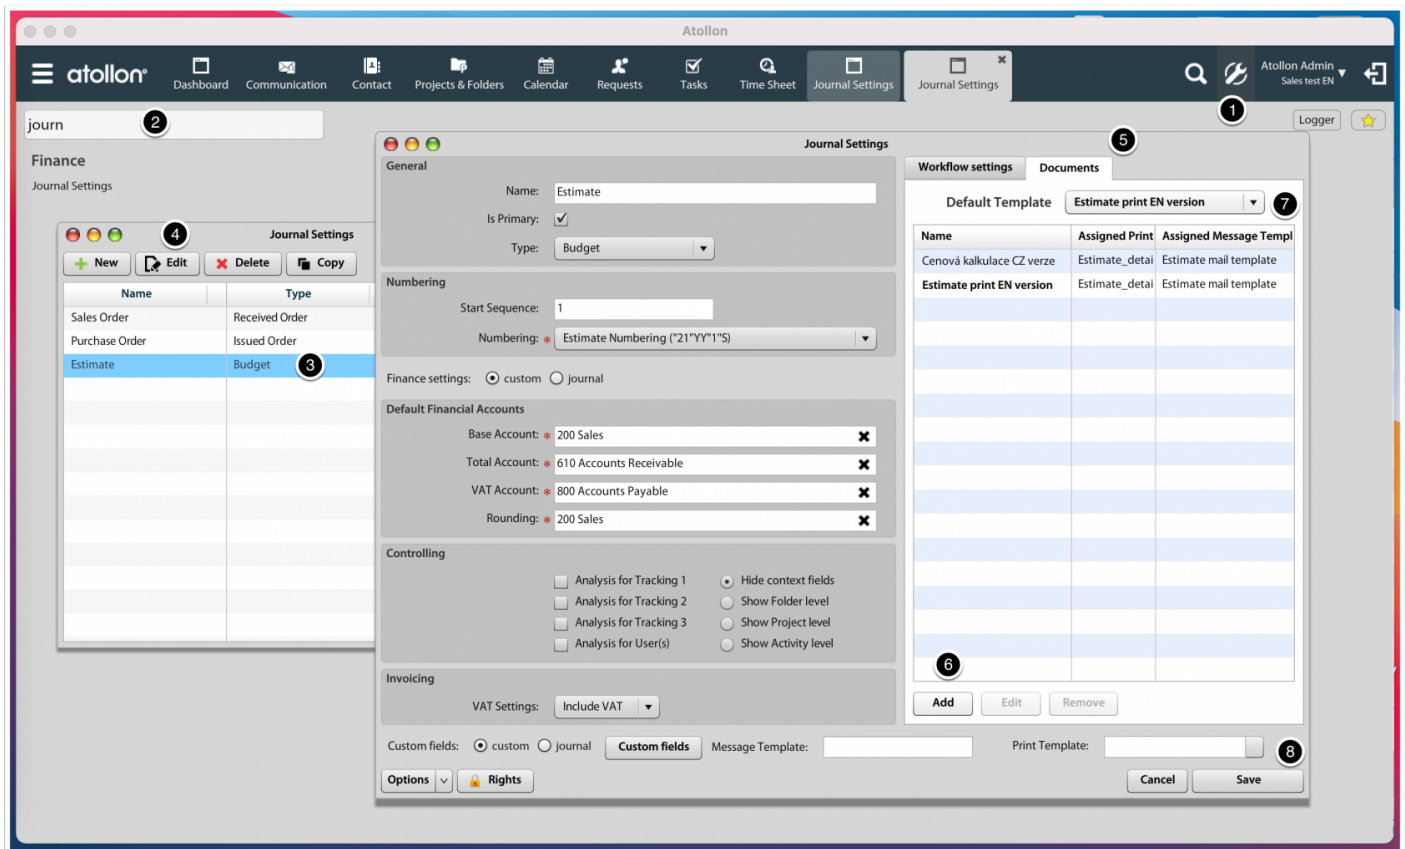 Atollon
atollon
Dashboard
Communication
Contact
Projects & Folders
Calendar
Requests
Tasks
Time Sheet
Journal Settings
Journal Settings
Atollon Admin
Sales test EN
1
journ
2
Logger
Finance
Journal Settings
4
Journal Settings
New
Edit
Delete
Copy
Name
Type
Sales Order
Received Order
Purchase Order
Issued Order
Estimate
Budget
3
Journal Settings
5
General
Name:
Estimate
Is Primary:
Type:
Budget
Numbering
Start Sequence:
1
Numbering: *
Estimate Numbering ("21"YY"1"S)
Finance settings:
custom
journal
Default Financial Accounts
Base Account: *
200 Sales
Total Account: *
610 Accounts Receivable
VAT Account: *
800 Accounts Payable
Rounding: *
200 Sales
Controlling
Analysis for Tracking 1
Hide context fields
Analysis for Tracking 2
Show Folder level
Analysis for Tracking 3
Show Project level
Analysis for User(s)
Show Activity level
Invoicing
VAT Settings:
Include VAT
Workflow settings
Documents
Default Template
Estimate print EN version
7
Name
Assigned Print
Assigned Message Templ
Cenová kalkulace CZ verze
Estimate_detai
Estimate mail template
Estimate print EN version
Estimate_detai
Estimate mail template
6
Add
Edit
Remove
Custom fields:
custom
journal
Custom fields
Message Template:
Print Template:
8
Options
Rights
Cancel
Save